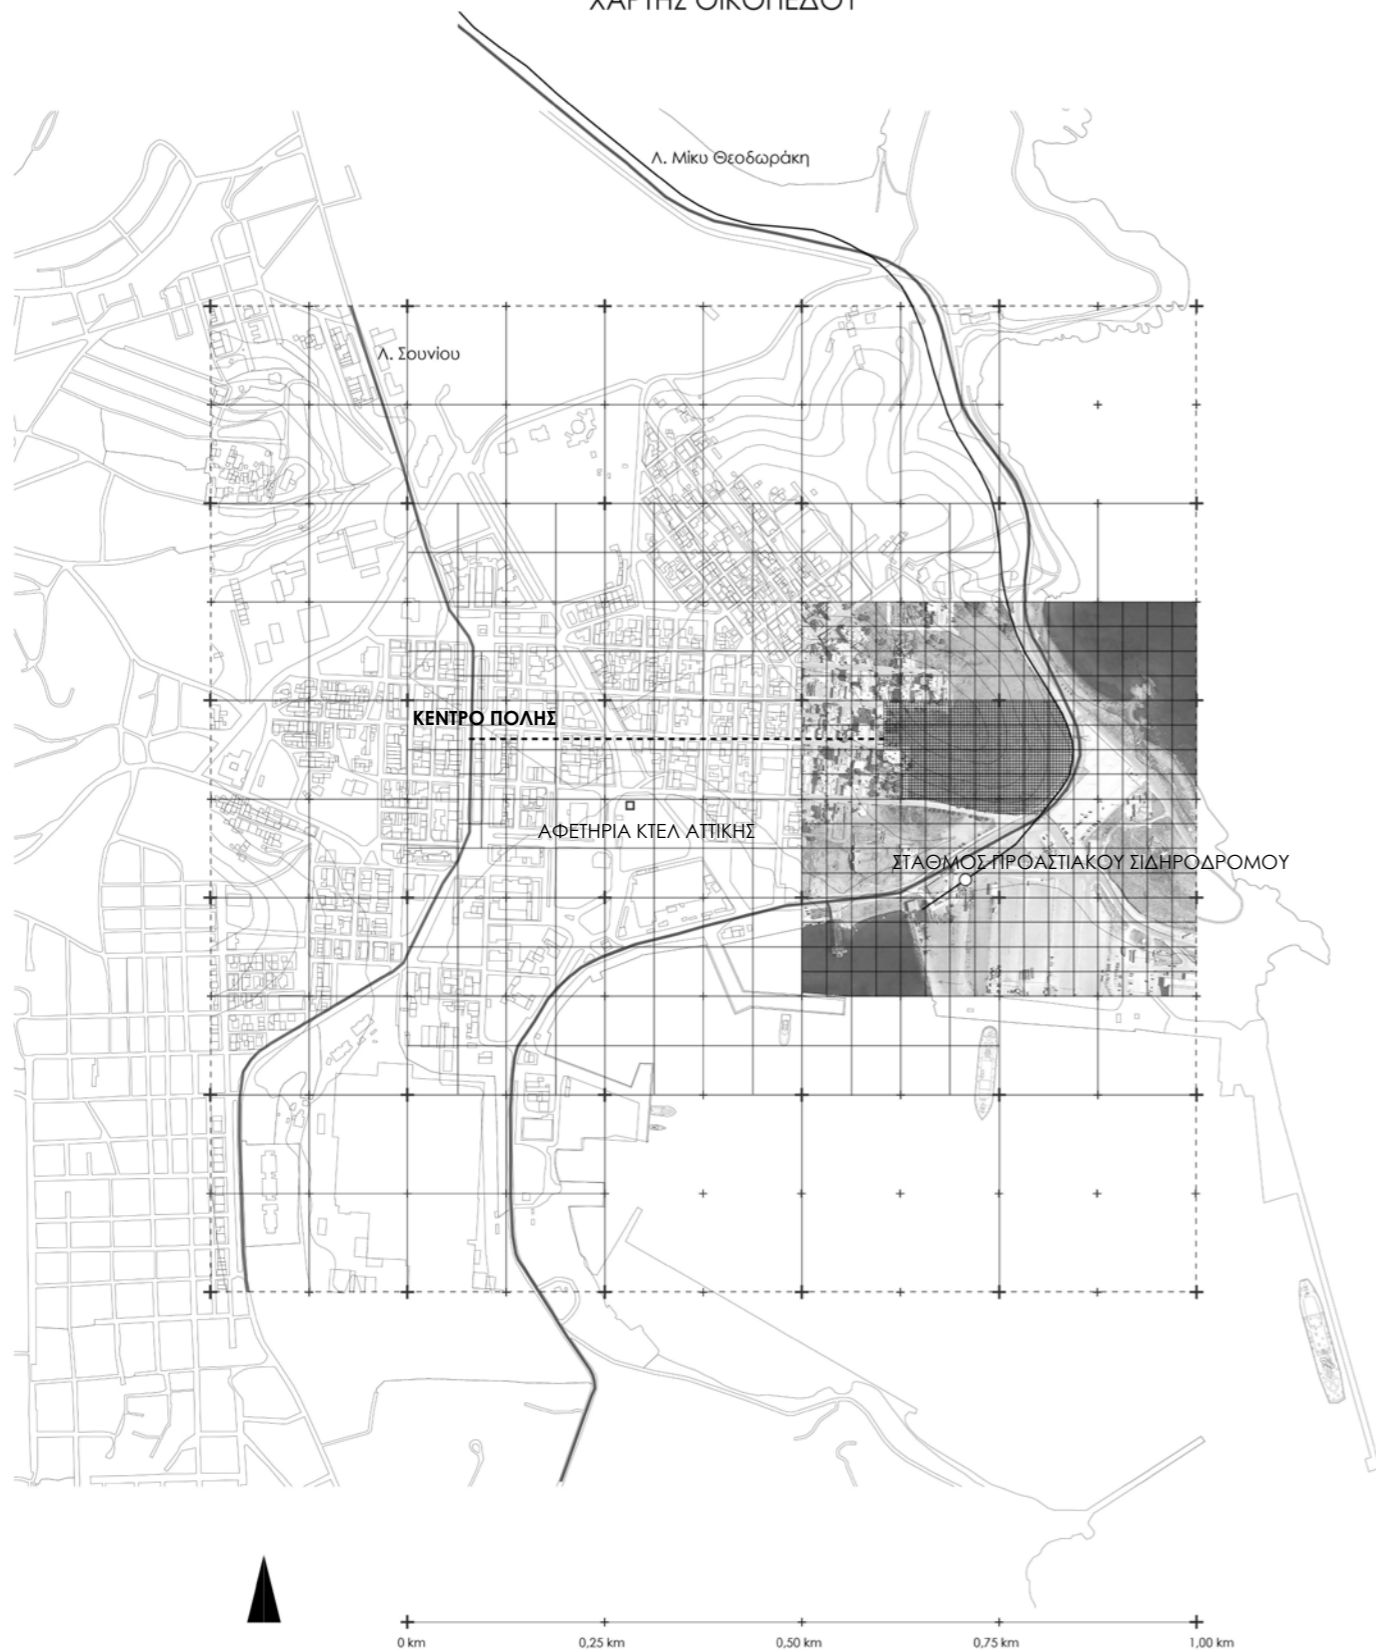 ΧΑΡΤΗΣ ΟΙΚΟΠΕΔΟΥ
Λ. Μίκυ Θεοδωράκη
Λ. Σουνίου
ΚΕΝΤΡΟ ΠΟΛΗΣ
ΑΦΕΤΗΡΙΑ ΚΤΕΛ ΑΤΤΙΚΗΣ
ΣΤΑΘΜΟΣ ΠΡΟΑΣΤΙΑΚΟΥ ΣΙΔΗΡΟΔΡΟΜΟΥ
0 km 0,25 km 0,50 km 0,75 km 1,00 km